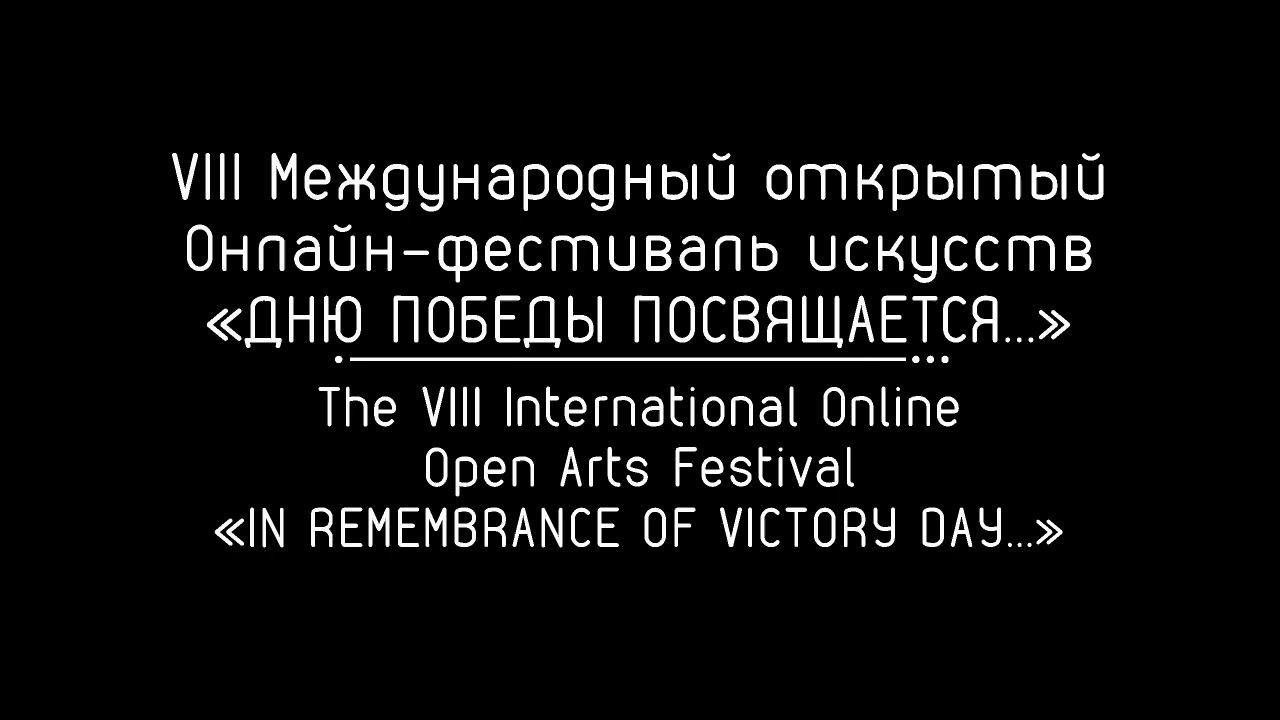 VIII Международный открытый
Онлайн-фестиваль искусств
«ДНЮ ПОБЕДЫ ПОСВЯЩАЕТСЯ...»
The VIII International Online
Open Arts Festival
«IN REMEMBRANCE OF VICTORY DAY...»